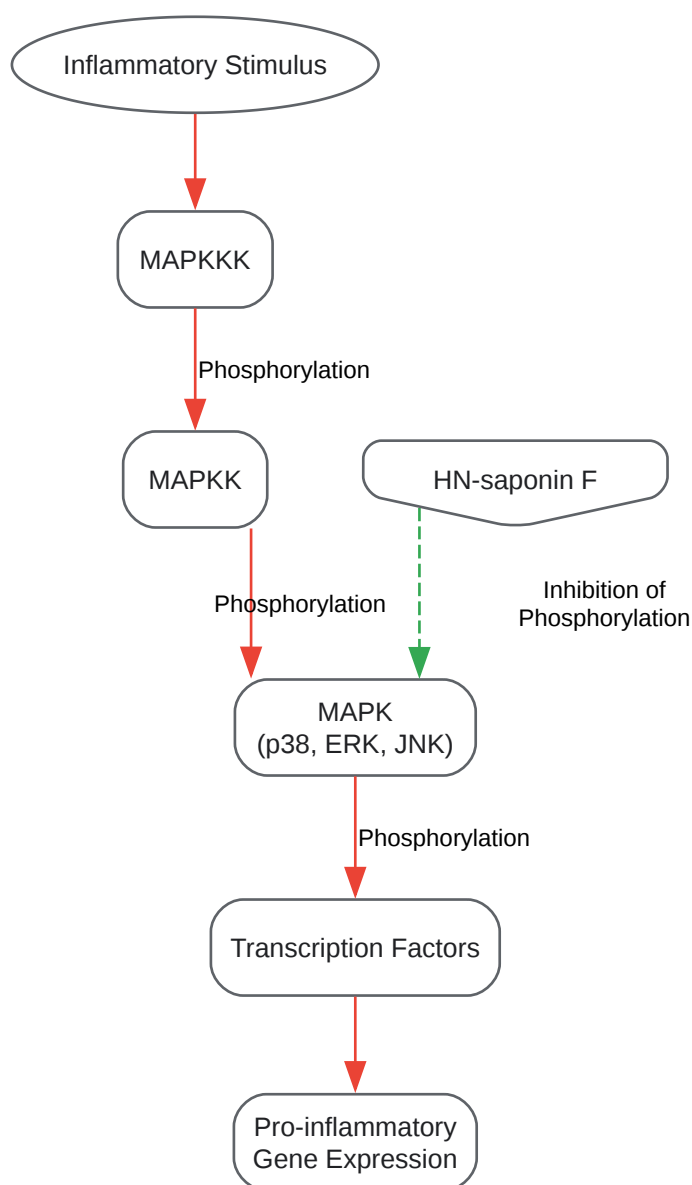 Inflammatory Stimulus
MAPKKK
Phosphorylation
MAPKK
HN-saponin F
Phosphorylation
Inhibition of
Phosphorylation
MAPK
(p38, ERK, JNK)
Phosphorylation
Transcription Factors
Pro-inflammatory
Gene Expression